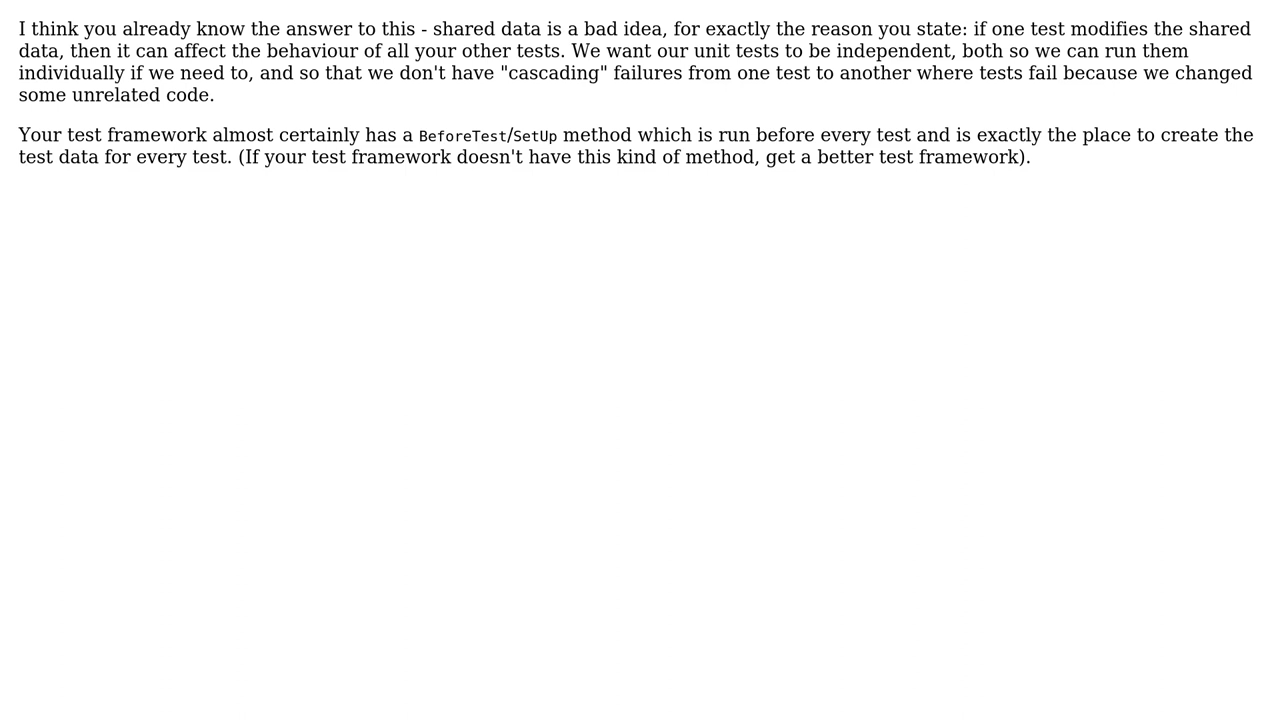 I think you already know the answer to this - shared data is a bad idea, for exactly the reason you state: if one test modifies the shared
data, then it can affect the behaviour of all your other tests. We want our unit tests to be independent, both so we can run them
individually if we need to, and so that we don't have "cascading" failures from one test to another where tests fail because we changed
some unrelated code.
Your test framework almost certainly has a BeforeTest/SetUp method which is run before every test and is exactly the place to create the
test data for every test. (If your test framework doesn't have this kind of method, get a better test framework).